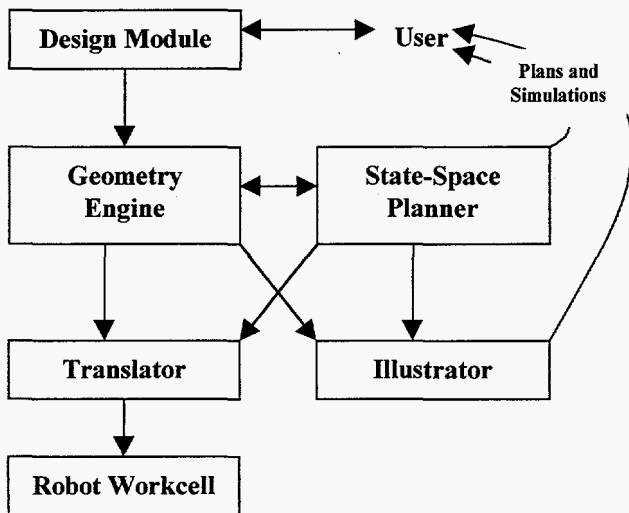 Design Module
User
Plans and
Simulations
Geometry
Engine
State-Space
Planner
Translator
Illustrator
Robot Workcell